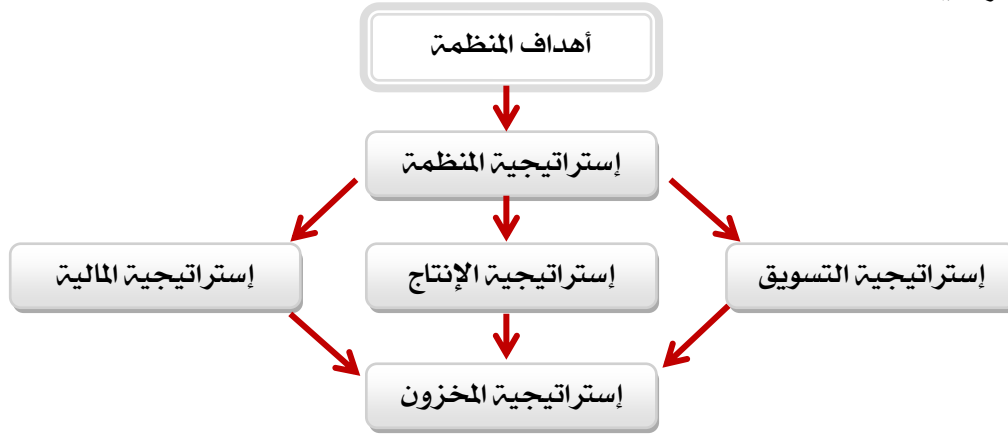 أهداف المنظمة
إستراتيجية المنظمة
إستراتيجية التسويق
إستراتيجية الإنتاج
إستراتيجية المالية
إستراتيجية المخزون